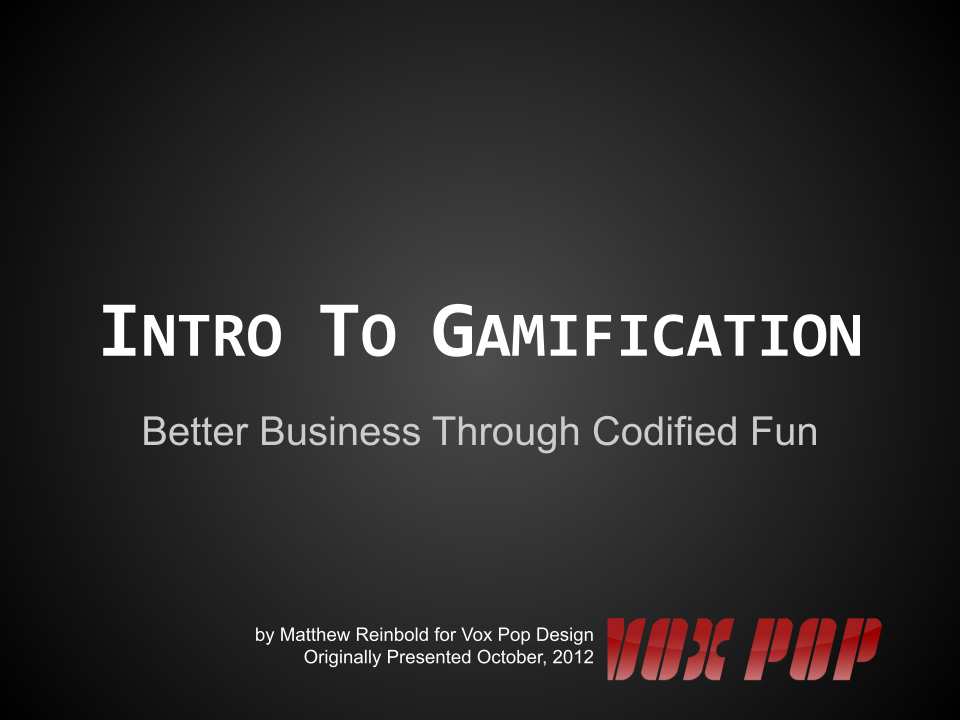 INTRO TO GAMIFICATION
Better Business Through Codified Fun
by Matthew Reinbold for Vox Pop Design
Originally Presented October, 2012
VOX POP